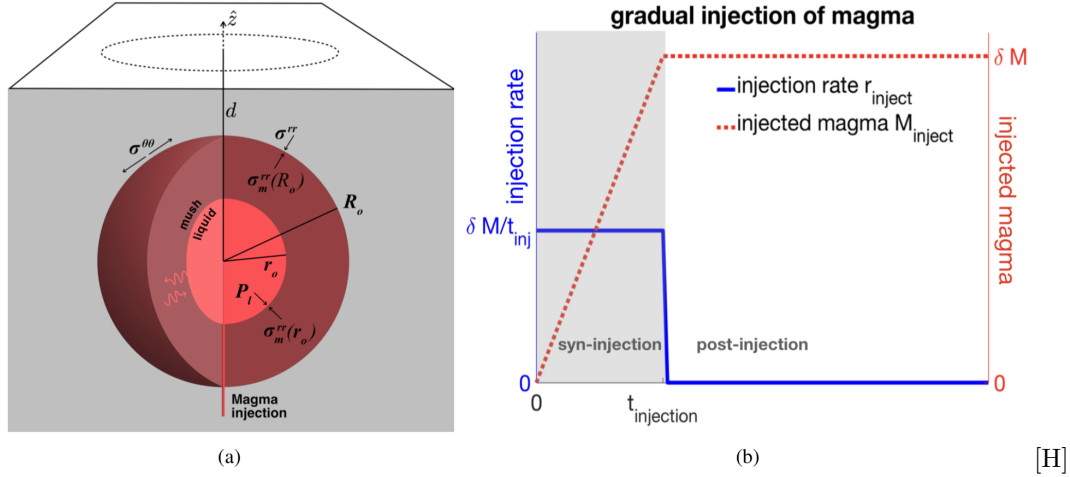 ẑ
d
σ^θθ
σ^rr
σ_m^rr(R_o)
R_o
mush
liquid
r_o
P_l
σ_m^rr(r_o)
Magma
injection
(a)
gradual injection of magma
injection rate
δ M/t_inj
0
injection rate r_inject
injected magma M_inject
syn-injection
post-injection
0
t_injection
δ M
injected magma
0
(b)
[H]